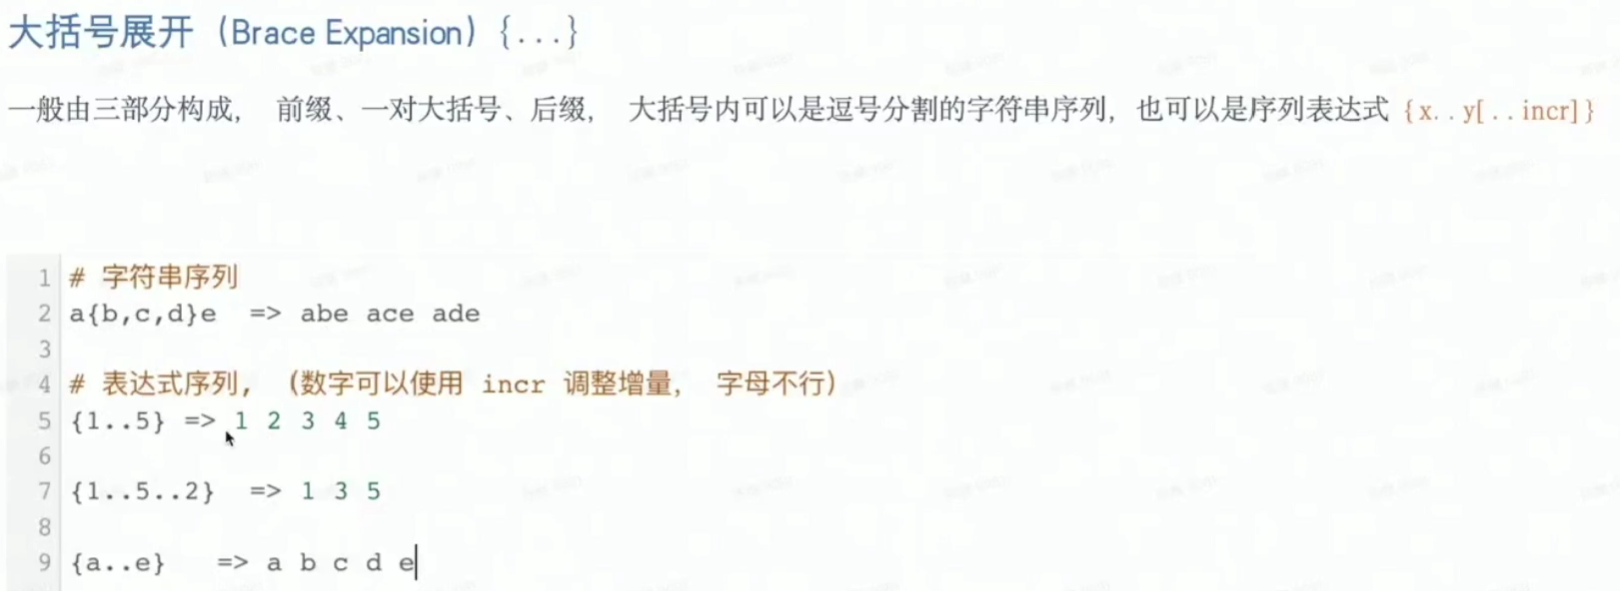 大括号展开（Brace Expansion）{...}
一般由三部分构成， 前缀、一对大括号、后缀， 大括号内可以是逗号分割的字符串序列，也可以是序列表达式 {x..y[..incr]}
1 # 字符串序列
2 a{b,c,d}e => abe ace ade
3
4 # 表达式序列，（数字可以使用 incr 调整增量， 字母不行）
5 {1..5} => 1 2 3 4 5
6
7 {1..5..2} => 1 3 5
8
9 {a..e} => a b c d e